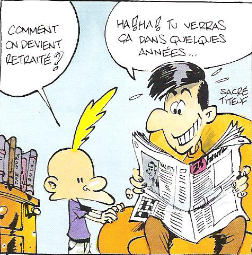 COMMENT
ON DEVIENT
RETRAITÉ?
HA! HA! TU VERRAS
ÇA DANS QUELQUES
ANNÉES...
SACRÉ
TITEUF